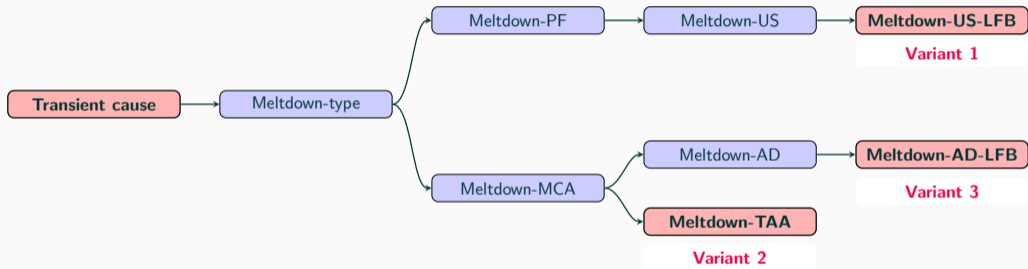 Meltdown-PF
Meltdown-US
Meltdown-US-LFB
Variant 1
Transient cause
Meltdown-type
Meltdown-AD
Meltdown-AD-LFB
Meltdown-MCA
Variant 3
Meltdown-TAA
Variant 2